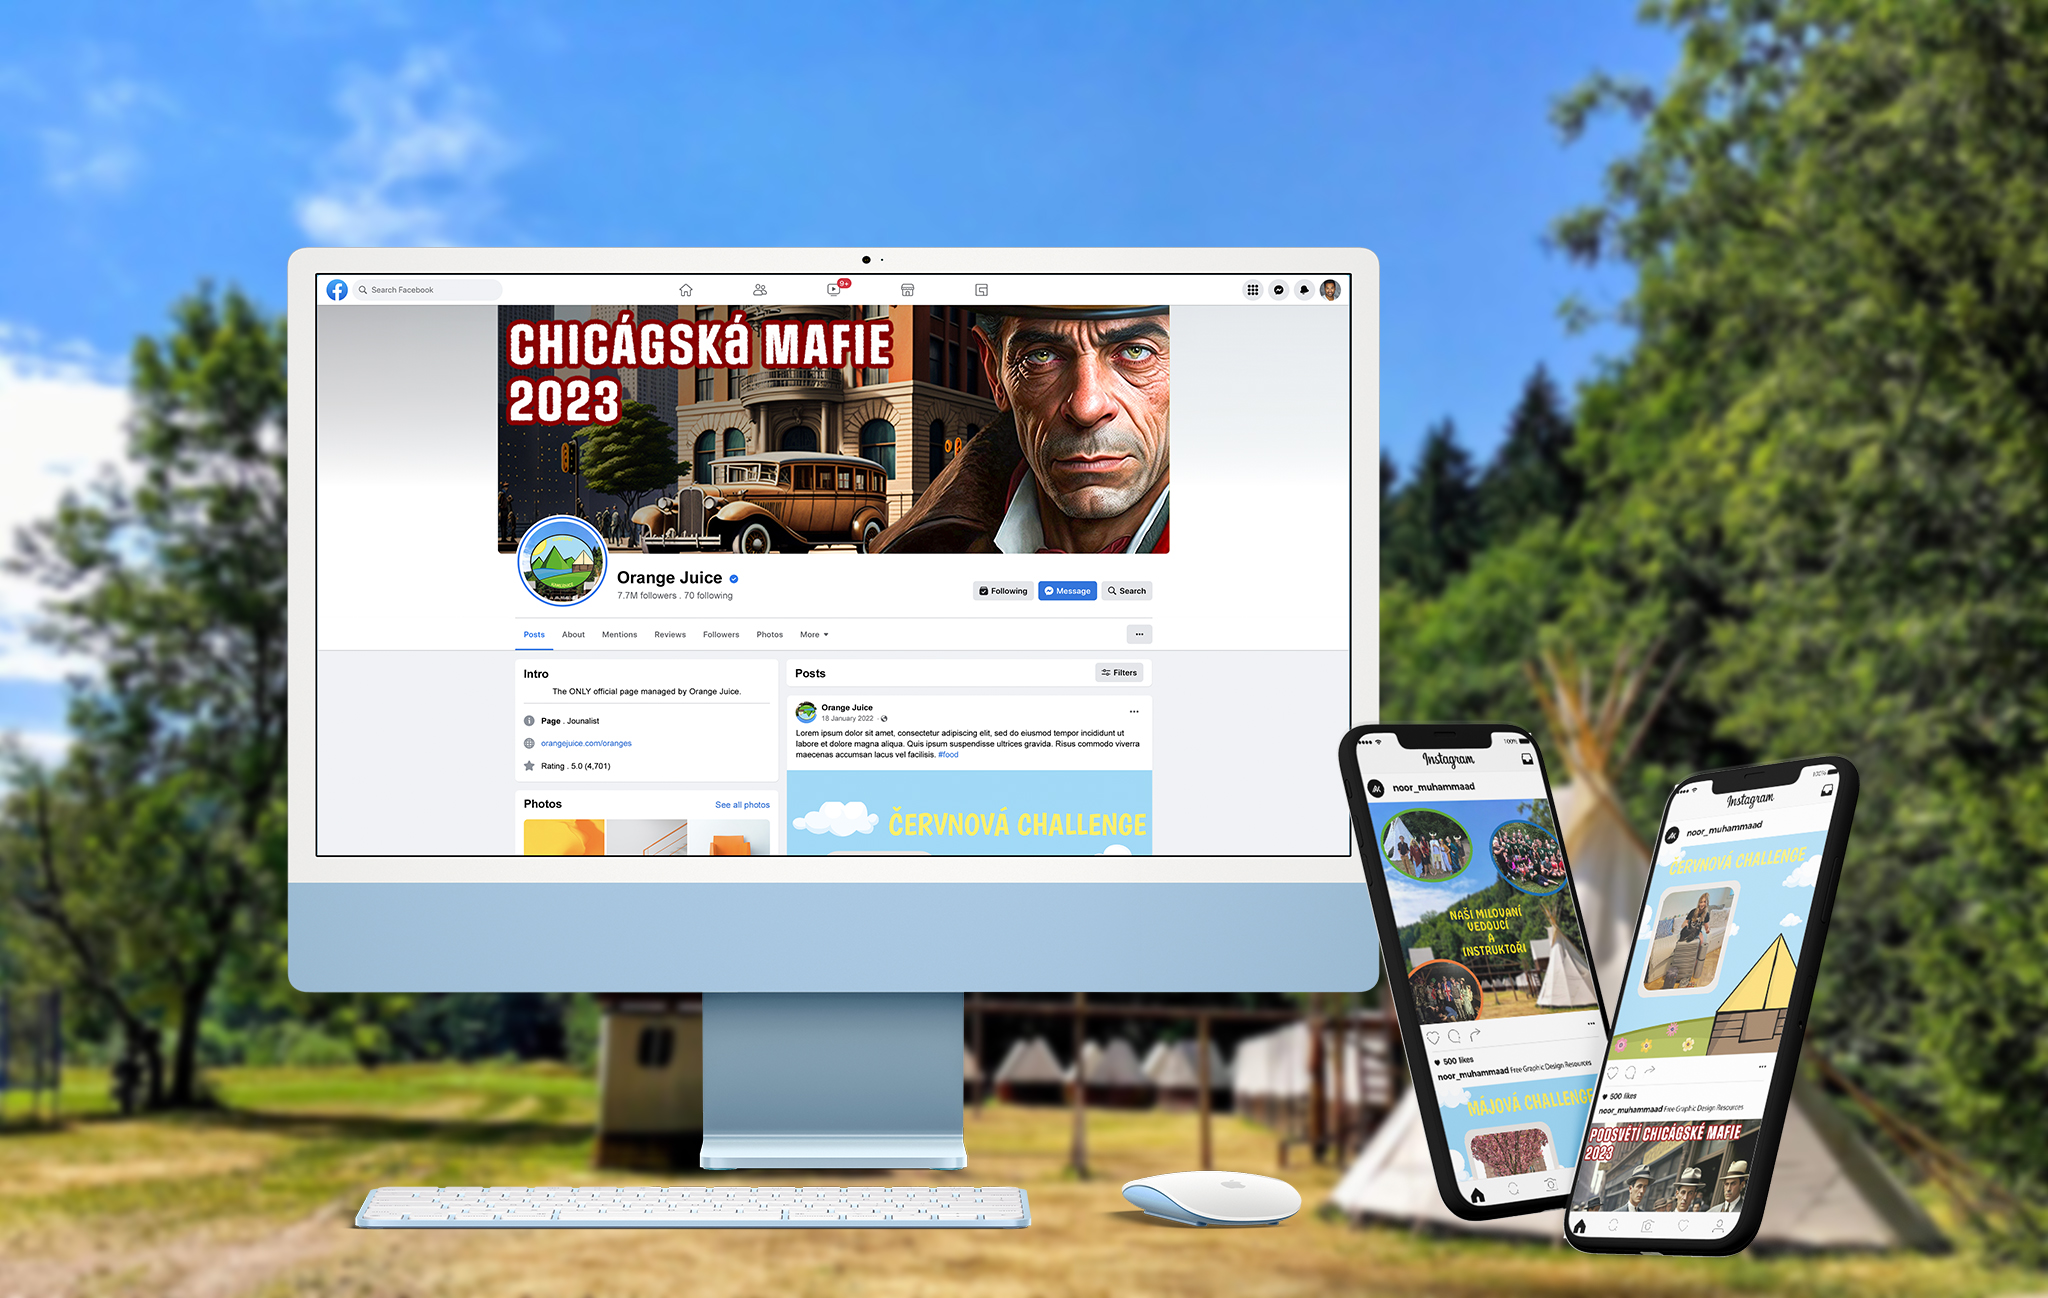 Search Facebook
9+
CHICÁGSKá MAFIE
2023
Orange Juice
7.7M followers . 70 following
Following
Message
Search
Posts
About
Mentions
Reviews
Followers
Photos
More
Intro
The ONLY official page managed by Orange Juice.
Page . Jounalist
orangejuice.com/oranges
Rating . 5.0 (4,701)
Photos
See all photos
Posts
Filters
Orange Juice
18 January 2022
Lorem ipsum dolor sit amet, consectetur adipiscing elit, sed do eiusmod tempor incididunt ut
labore et dolore magna aliqua. Quis ipsum suspendisse ultrices gravida. Risus commodo viverra
maecenas accumsan lacus vel facilisis. #food
ČERVNOVÁ CHALLENGE
100%
Instagram
noor_muhammaad
NAŠI MILOVANÍ
VEDOUCÍ
A
INSTRUKTOŘI
500 likes
noor_muhammaad Free Graphic Design Resources
MÁJOVÁ CHALLENGE
100%
Instagram
noor_muhammaad
ČERVNOVÁ CHALLENGE
500 likes
noor_muhammaad Free Graphic Design Resources
PODSVĚTÍ CHICÁGSKÉ MAFIE
2023